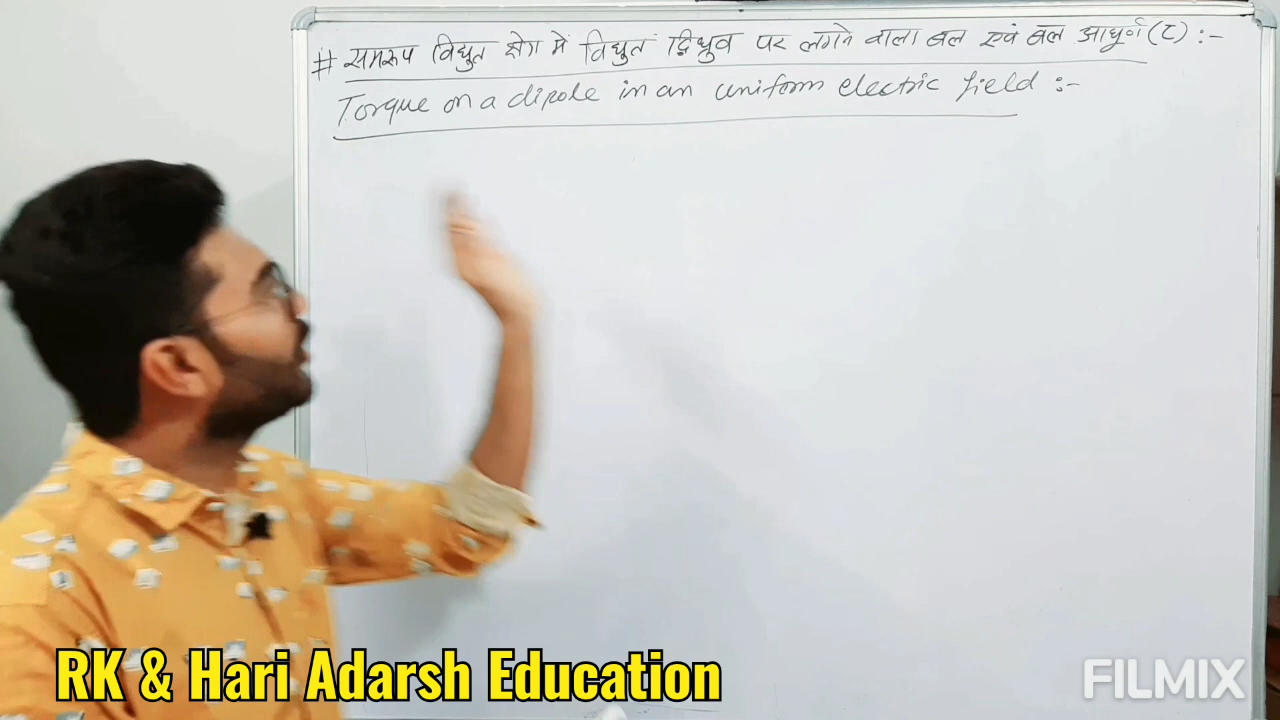 # समरूप विधुत क्षेत्र में विधुत द्विध्रुव पर लगने वाला बल एवं बल आघूर्ण (τ) :-
Torque on a dipole in an uniform electric field :-
RK & Hari Adarsh Education
FILMIX